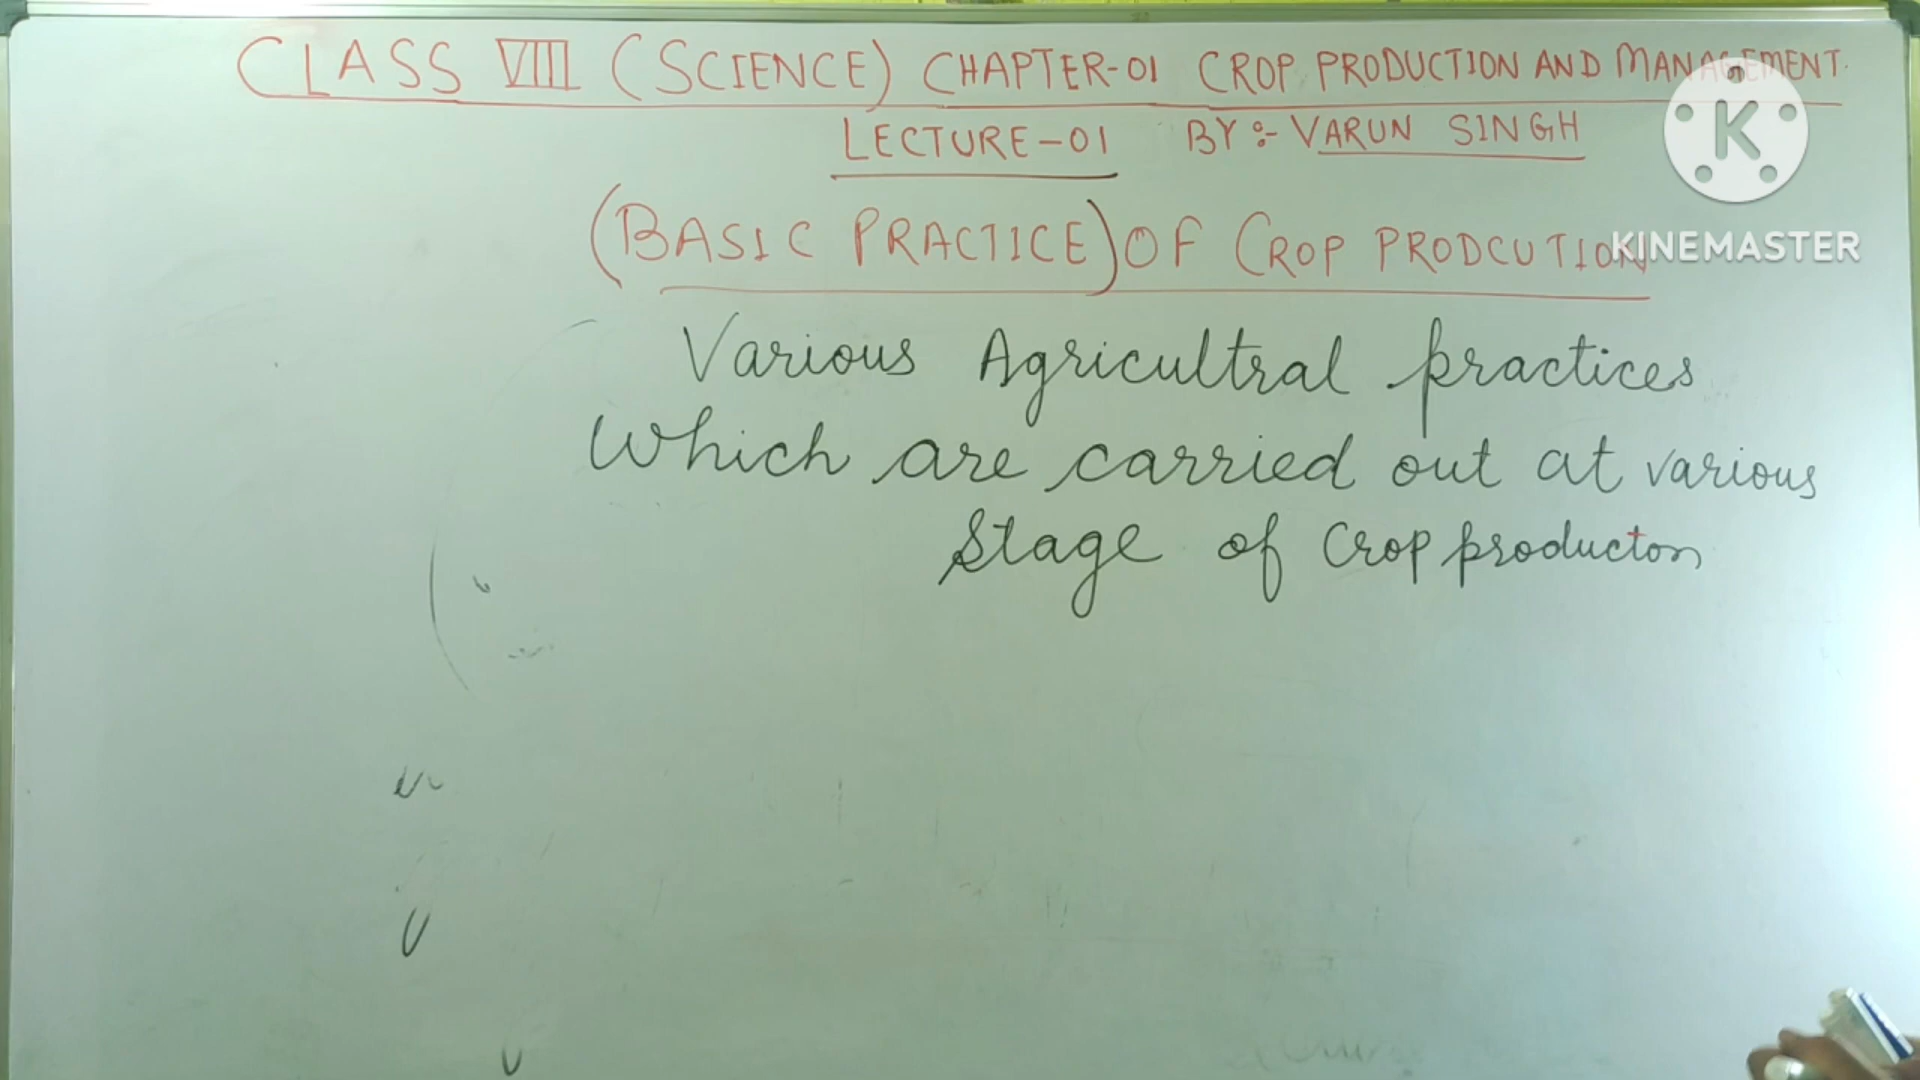 CLASS VIII (SCIENCE) CHAPTER-01 CROP PRODUCTION AND MANAGEMENT.
LECTURE-01 BY:- VARUN SINGH
(BASIC PRACTICE) OF CROP PRODCUTION
Various Agricultral practices
Which are carried out at various
Stage of Crop producton
K
KINEMASTER